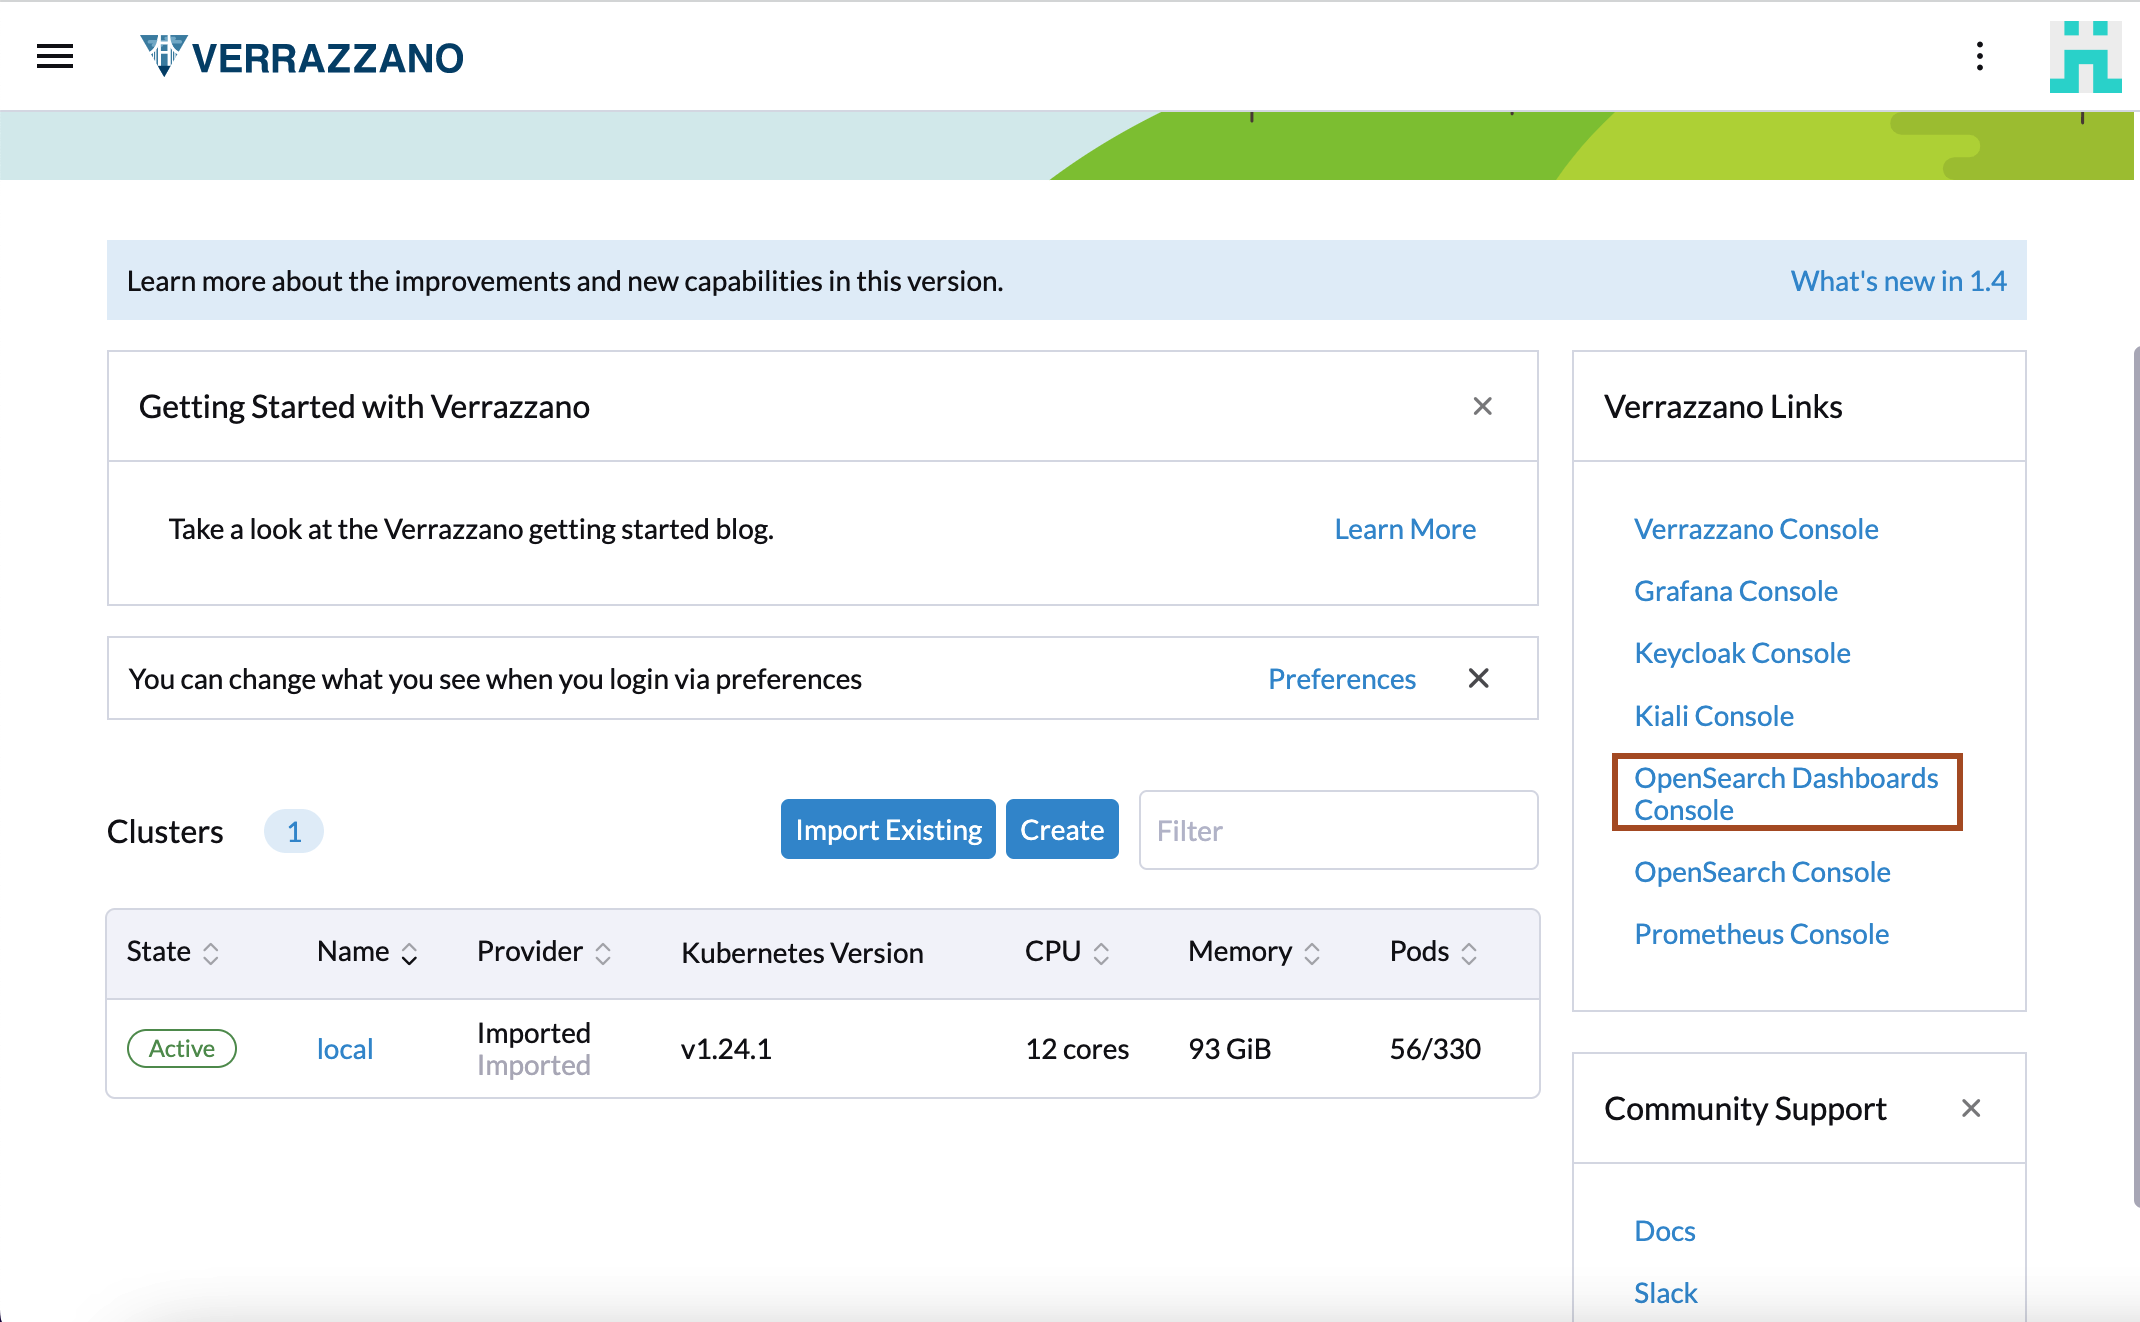 VERRAZZANO
Learn more about the improvements and new capabilities in this version.
What's new in 1.4
Getting Started with Verrazzano
Take a look at the Verrazzano getting started blog.
Learn More
You can change what you see when you login via preferences
Preferences
Clusters 1
Import Existing
Create
Filter
State Name Provider Kubernetes Version CPU Memory Pods
Active local Imported v1.24.1 12 cores 93 GiB 56/330
Imported
Verrazzano Links
Verrazzano Console
Grafana Console
Keycloak Console
Kiali Console
OpenSearch Dashboards
Console
OpenSearch Console
Prometheus Console
Community Support
Docs
Slack